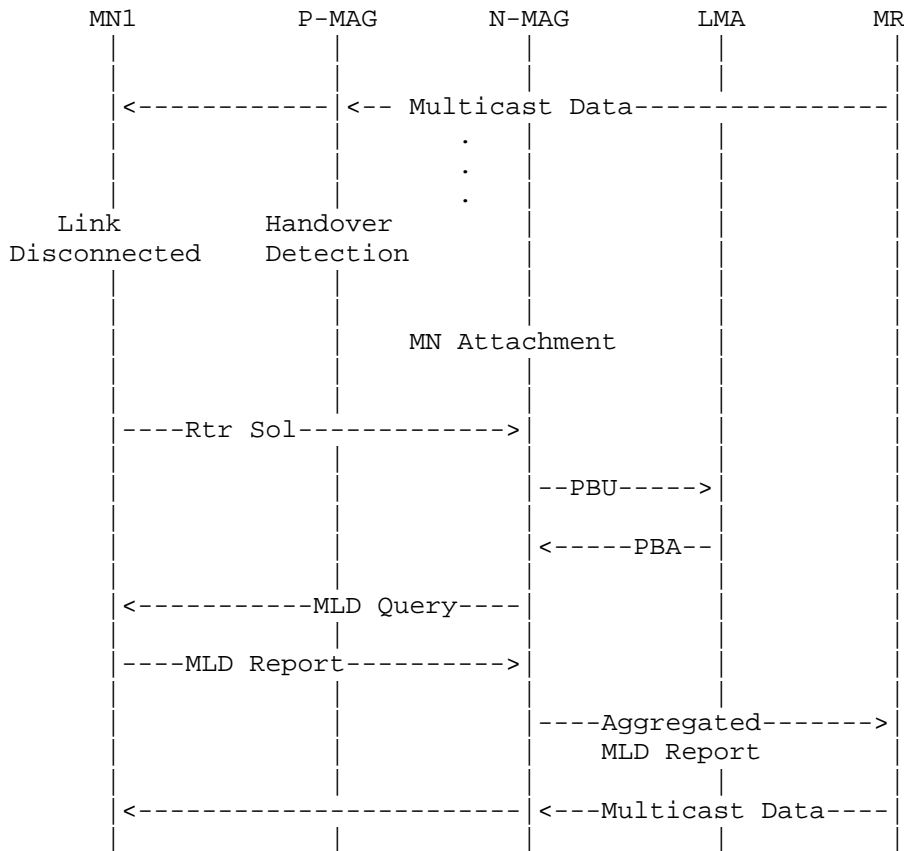 MN1 P-MAG N-MAG LMA MR
Multicast Data
Link Handover
Disconnected Detection
MN Attachment
Rtr Sol
PBU
PBA
MLD Query
MLD Report
Aggregated
MLD Report
Multicast Data